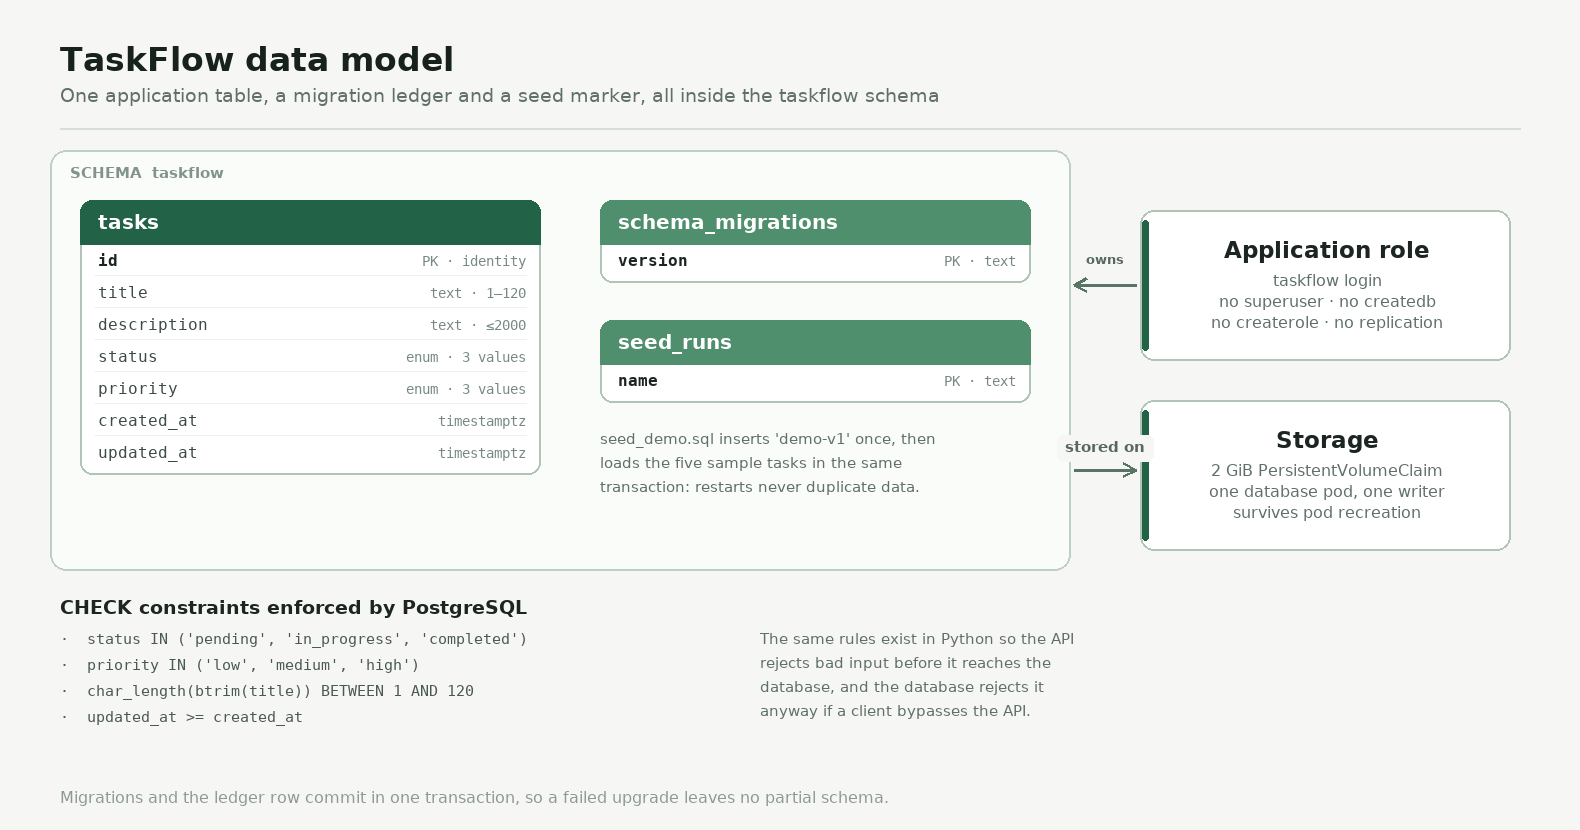 TaskFlow data model
One application table, a migration ledger and a seed marker, all inside the taskflow schema
SCHEMA taskflow
tasks
id PK · identity
title text · 1–120
description text · ≤2000
status enum · 3 values
priority enum · 3 values
created_at timestamptz
updated_at timestamptz
schema_migrations
version PK · text
seed_runs
name PK · text
seed_demo.sql inserts 'demo-v1' once, then
loads the five sample tasks in the same
transaction: restarts never duplicate data.
owns
Application role
taskflow login
no superuser · no createdb
no createrole · no replication
stored on
Storage
2 GiB PersistentVolumeClaim
one database pod, one writer
survives pod recreation
CHECK constraints enforced by PostgreSQL
· status IN ('pending', 'in_progress', 'completed')
· priority IN ('low', 'medium', 'high')
· char_length(btrim(title)) BETWEEN 1 AND 120
· updated_at >= created_at
The same rules exist in Python so the API
rejects bad input before it reaches the
database, and the database rejects it
anyway if a client bypasses the API.
Migrations and the ledger row commit in one transaction, so a failed upgrade leaves no partial schema.